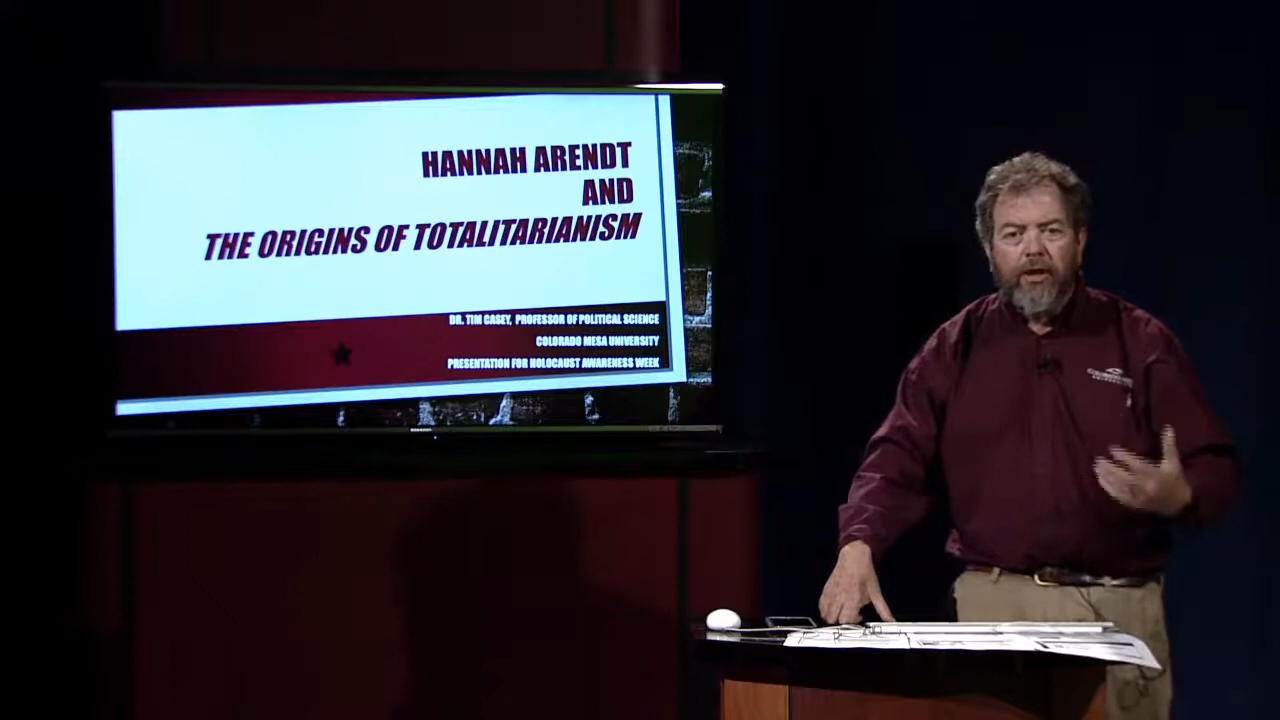 HANNAH ARENDT
AND
THE ORIGINS OF TOTALITARIANISM
DR. TIM CASEY, PROFESSOR OF POLITICAL SCIENCE
COLORADO MESA UNIVERSITY
PRESENTATION FOR HOLOCAUST AWARENESS WEEK